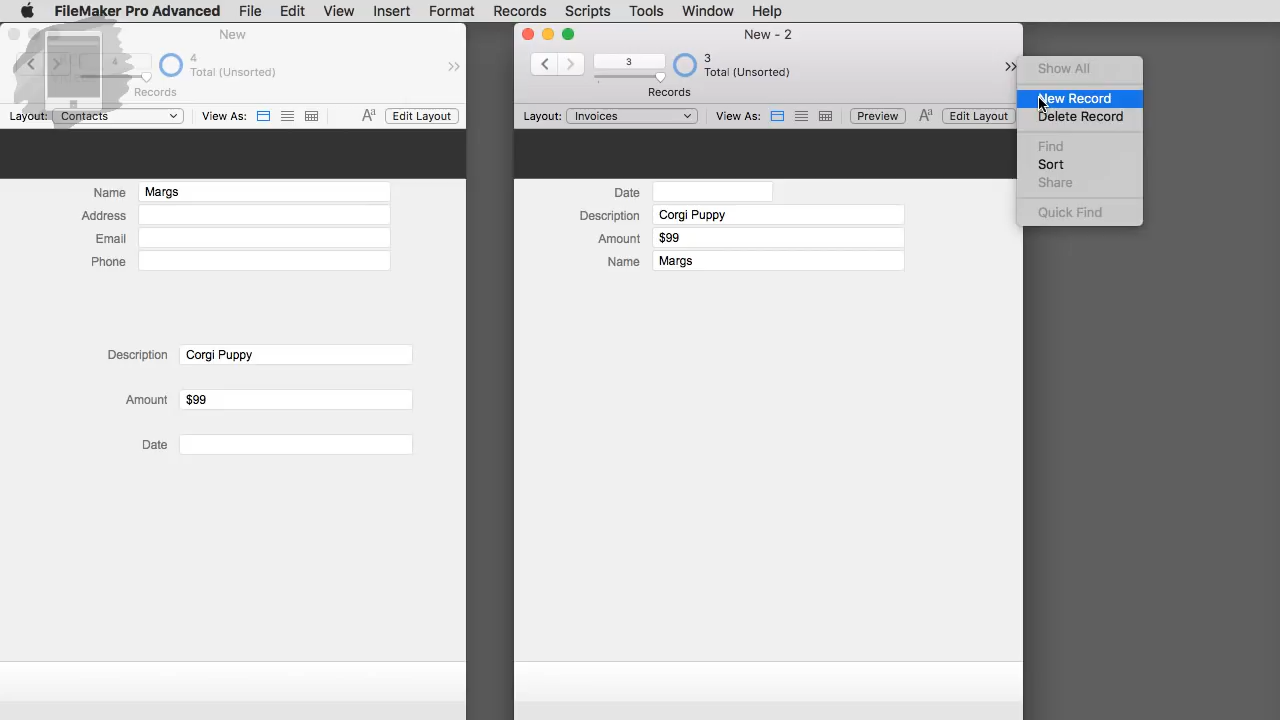 FileMaker Pro Advanced File Edit View Insert Format Records Scripts Tools Window Help
New
4
4
Total (Unsorted)
Records
Layout: Contacts View As: Aa Edit Layout
Name Margs
Address
Email
Phone
Description Corgi Puppy
Amount $99
Date
New - 2
3
3
Total (Unsorted)
Records
Layout: Invoices View As: Preview Aa Edit Layout
Date
Description Corgi Puppy
Amount $99
Name Margs
Show All
New Record
Delete Record
Find
Sort
Share
Quick Find